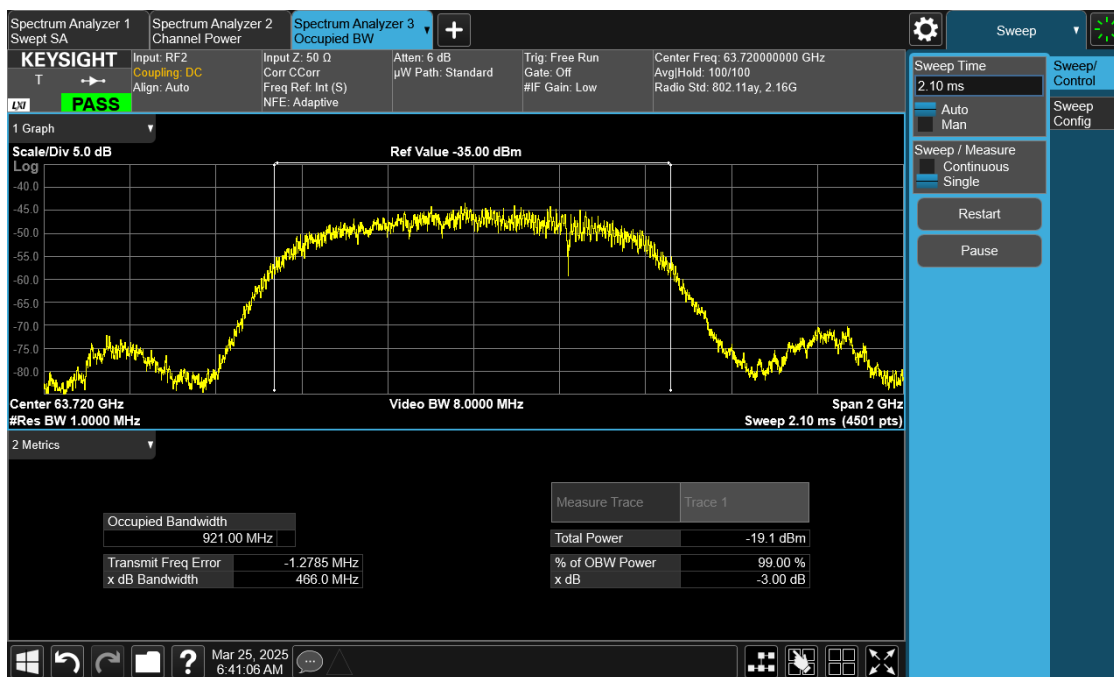 Spectrum Analyzer 1
Swept SA
Spectrum Analyzer 2
Channel Power
Spectrum Analyzer 3
Occupied BW
Sweep
KEYSIGHT
T
LXI
PASS
Input: RF2
Coupling: DC
Align: Auto
Input Z: 50 Ω
Corr CCorr
Freq Ref: Int (S)
NFE: Adaptive
Atten: 6 dB
µW Path: Standard
Trig: Free Run
Gate: Off
#IF Gain: Low
Center Freq: 63.720000000 GHz
Avg|Hold: 100/100
Radio Std: 802.11ay, 2.16G
Sweep Time
2.10 ms
Auto
Man
Sweep / Measure
Continuous
Single
Restart
Pause
Sweep/
Control
Sweep
Config
1 Graph
Scale/Div 5.0 dB
Ref Value -35.00 dBm
Log
-40.0
-45.0
-50.0
-55.0
-60.0
-65.0
-70.0
-75.0
-80.0
Center 63.720 GHz
Video BW 8.0000 MHz
Span 2 GHz
#Res BW 1.0000 MHz
Sweep 2.10 ms (4501 pts)
2 Metrics
Measure Trace
Trace 1
Occupied Bandwidth
921.00 MHz
Total Power
-19.1 dBm
Transmit Freq Error
-1.2785 MHz
% of OBW Power
99.00 %
x dB Bandwidth
466.0 MHz
x dB
-3.00 dB
?
Mar 25, 2025
6:41:06 AM